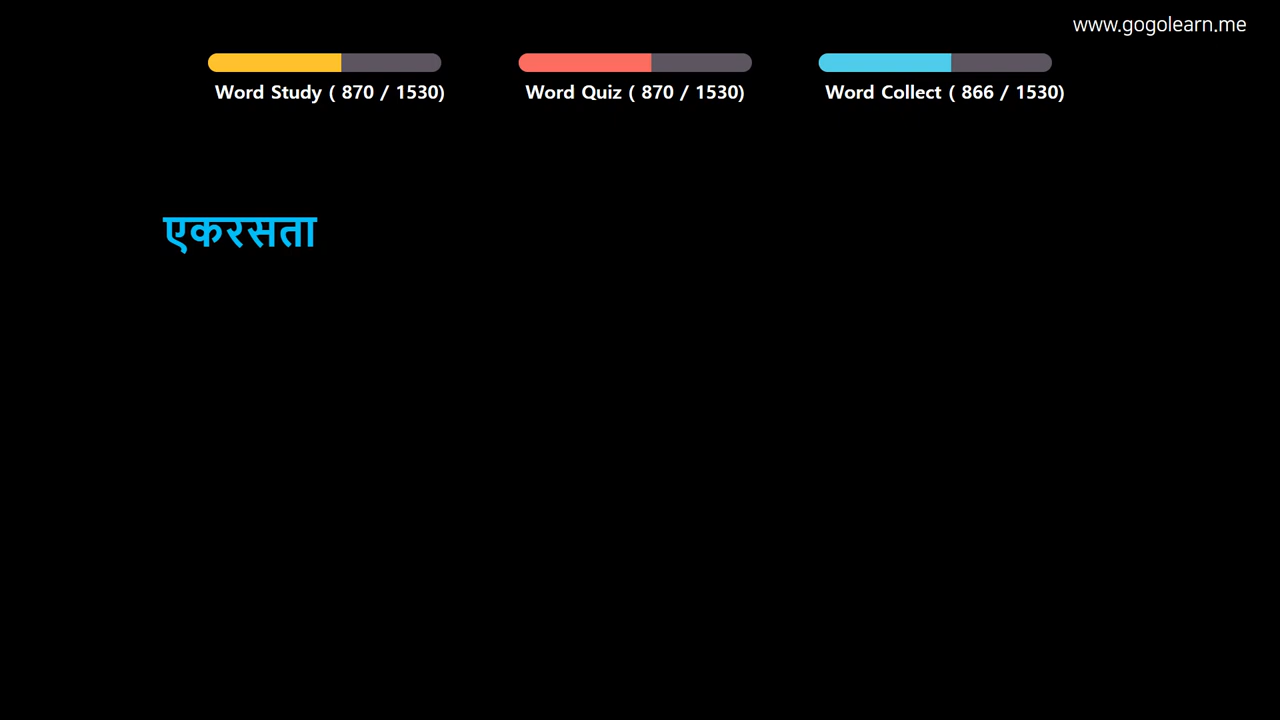 www.gogolearn.me
Word Study ( 870 / 1530)
Word Quiz ( 870 / 1530)
Word Collect ( 866 / 1530)
एकरसता